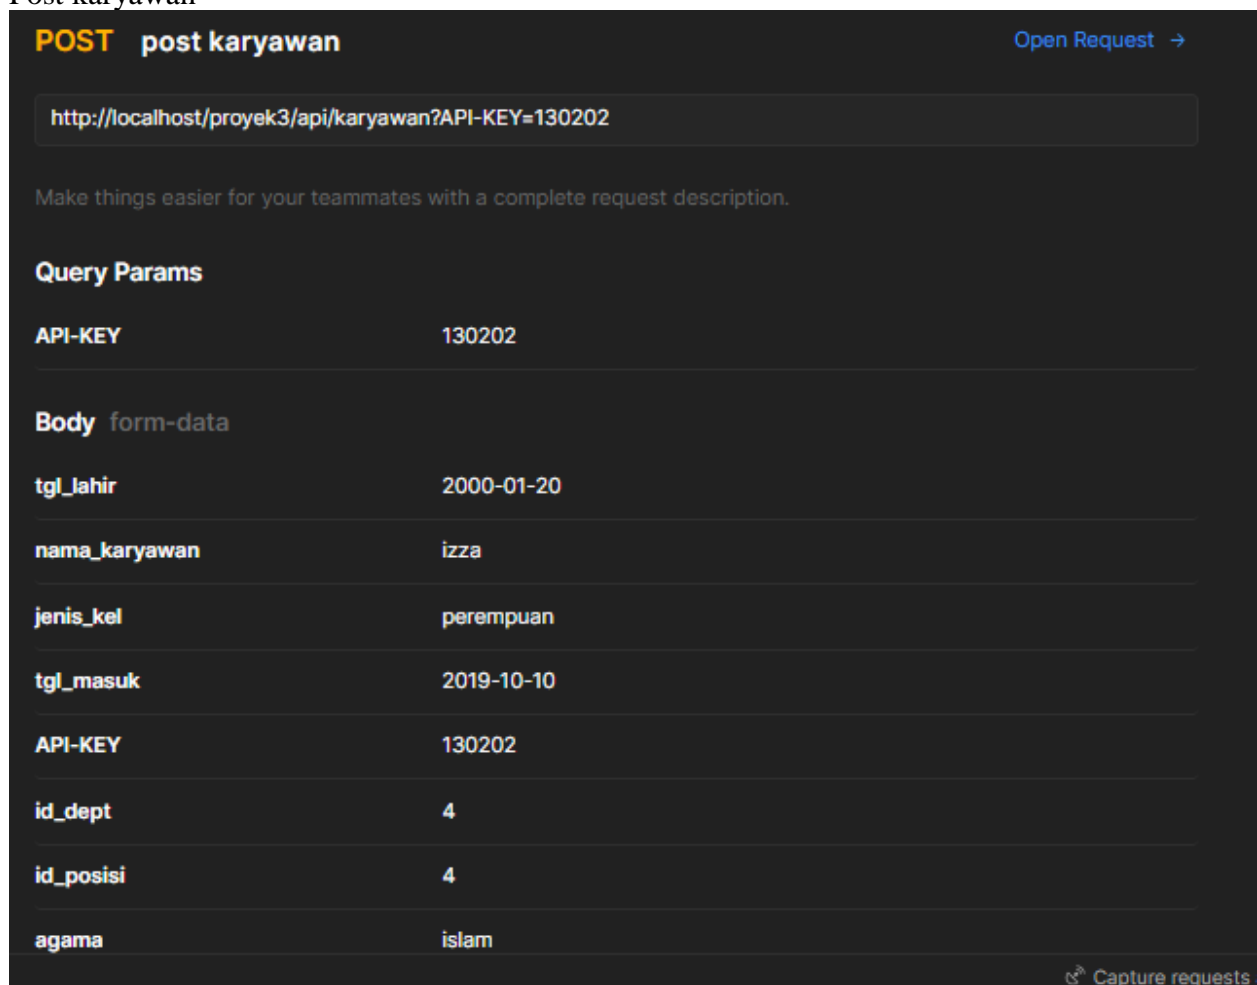 Post karyawan
POST post karyawan Open Request →
http://localhost/proyek3/api/karyawan?API-KEY=130202
Make things easier for your teammates with a complete request description.
Query Params
API-KEY 130202
Body form-data
tgl_lahir 2000-01-20
nama_karyawan izza
jenis_kel perempuan
tgl_masuk 2019-10-10
API-KEY 130202
id_dept 4
id_posisi 4
agama islam
Capture requests